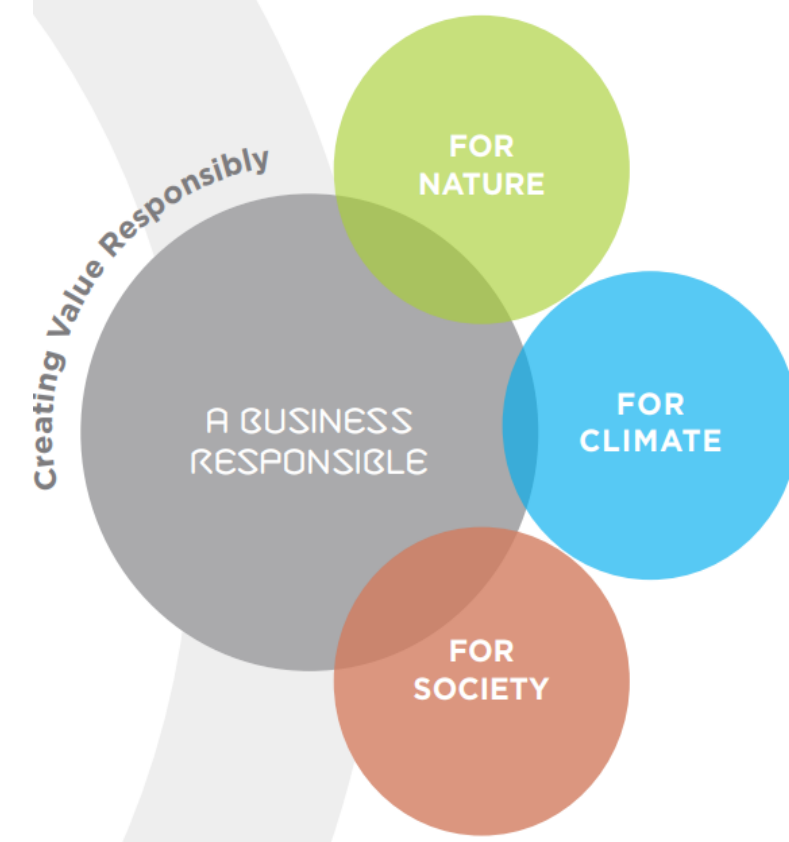 Creating Value Responsibly
FOR
NATURE
FOR
CLIMATE
A BUSINESS
RESPONSIBLE
FOR
SOCIETY